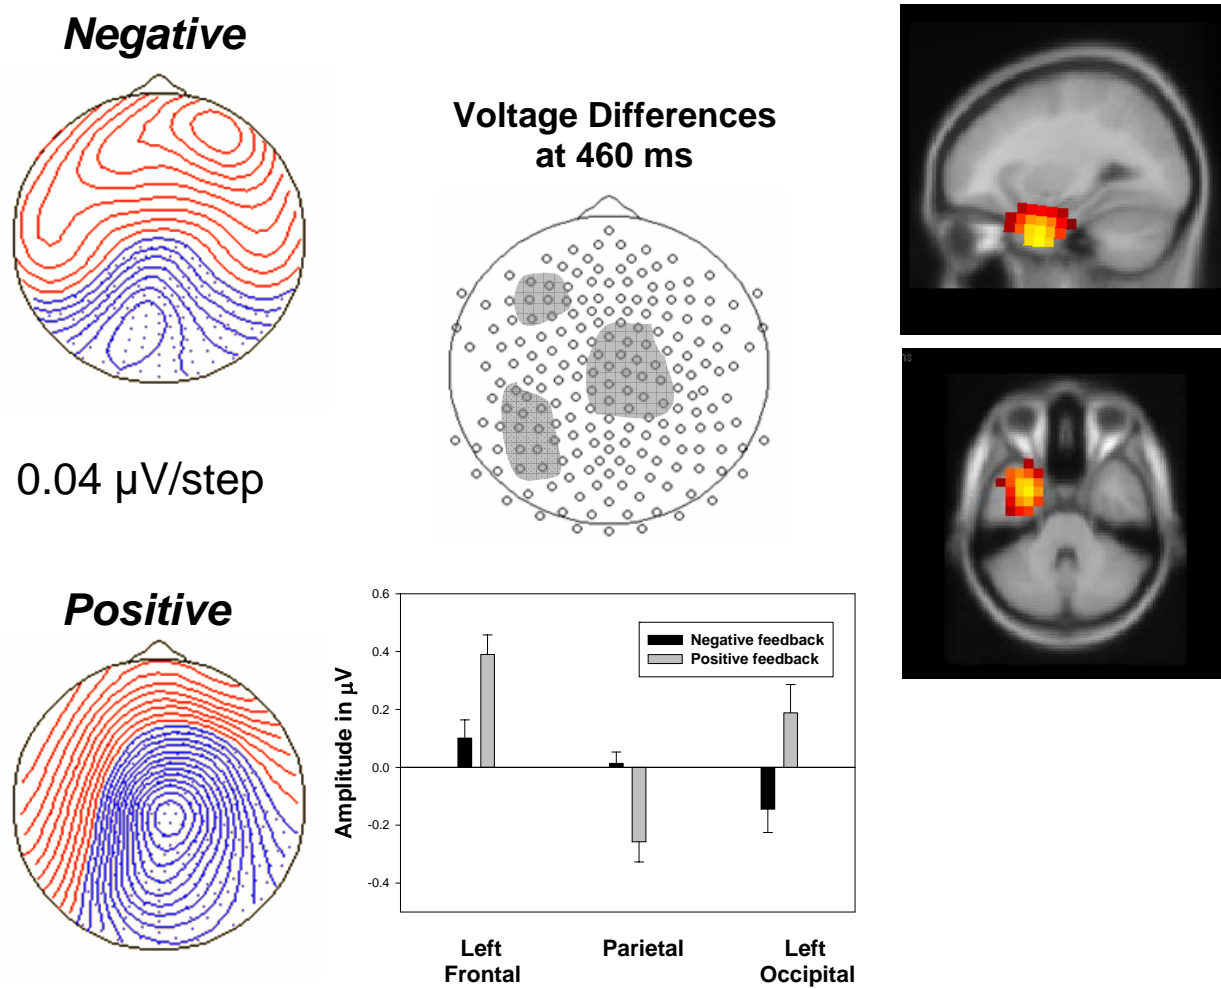 Negative
Voltage Differences
at 460 ms
0.04 µV/step
ns
Positive
0.6
0.4
0.2
0.0
-0.2
-0.4
Amplitude in µV
Negative feedback
Positive feedback
Left
Frontal
Parietal
Left
Occipital